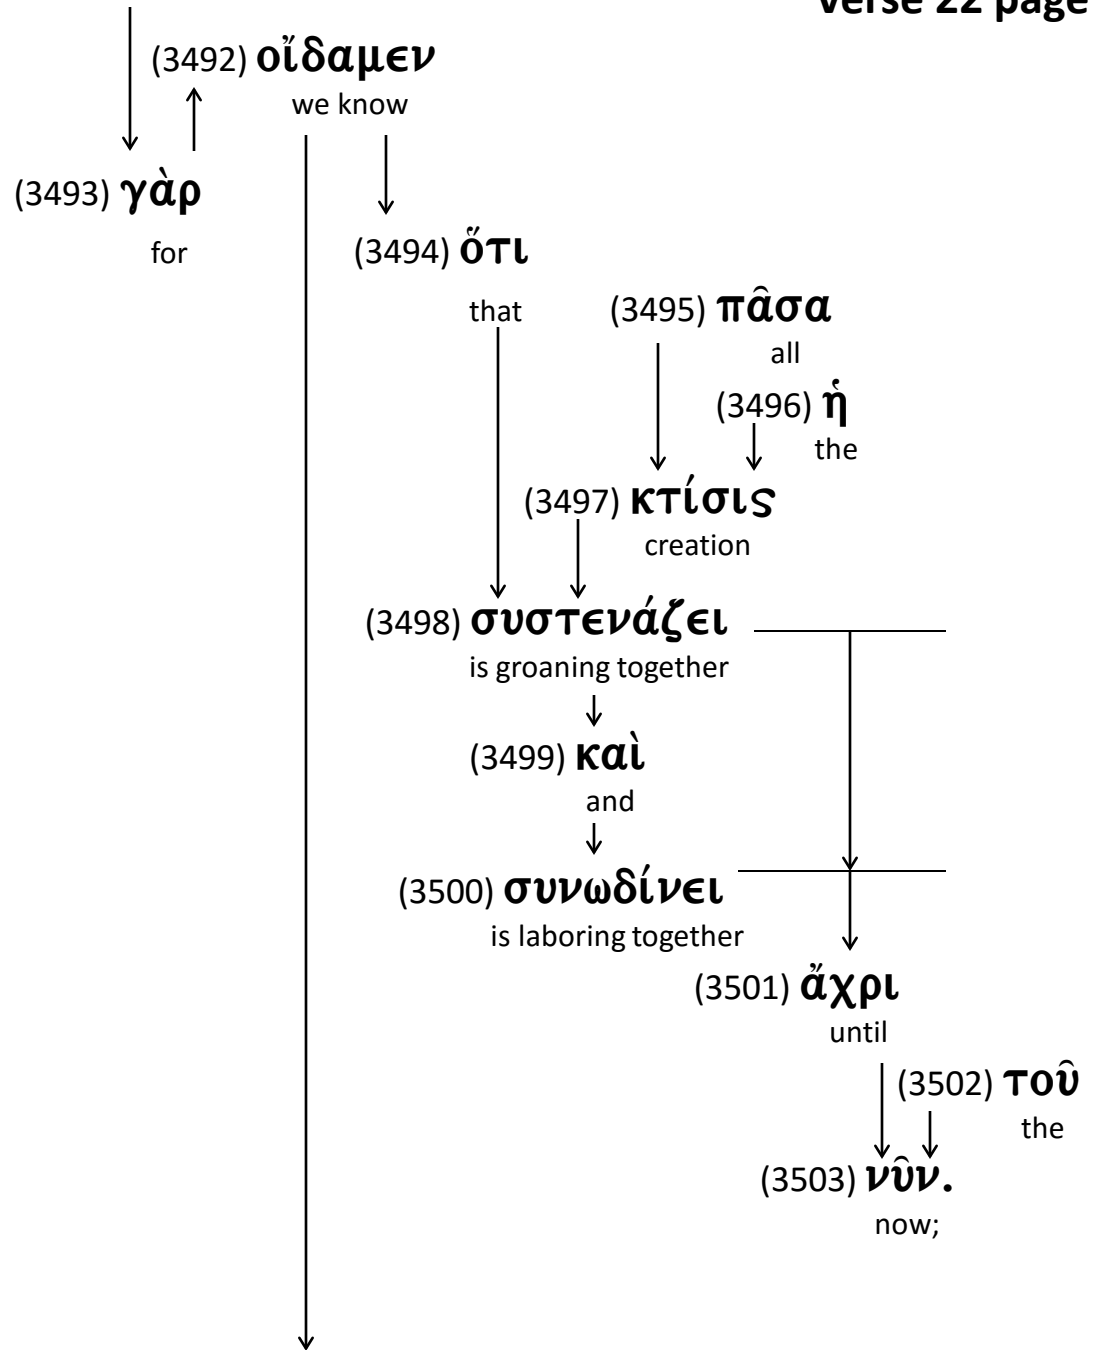 verse 22 page
(3492) οἴδαμεν
we know
(3493) γὰρ
for
(3494) ὅτι
that
(3495) πᾶσα
all
(3496) ἡ
the
(3497) κτίσις
creation
(3498) συστενάζει
is groaning together
(3499) καὶ
and
(3500) συνωδίνει
is laboring together
(3501) ἄχρι
until
(3502) τοῦ
the
(3503) νῦν.
now;